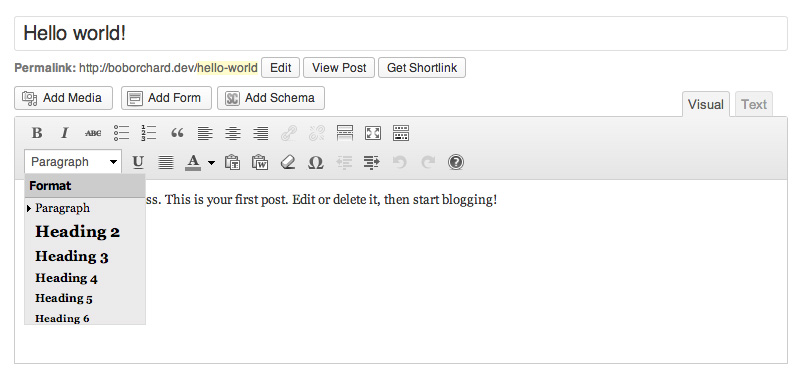 Hello world!
Permalink: http://boborchard.dev/hello-world Edit View Post Get Shortlink
Add Media Add Form SC Add Schema Visual Text
B I ABC
Paragraph U A T W Ω ?
Format
Paragraph ss. This is your first post. Edit or delete it, then start blogging!
Heading 2
Heading 3
Heading 4
Heading 5
Heading 6